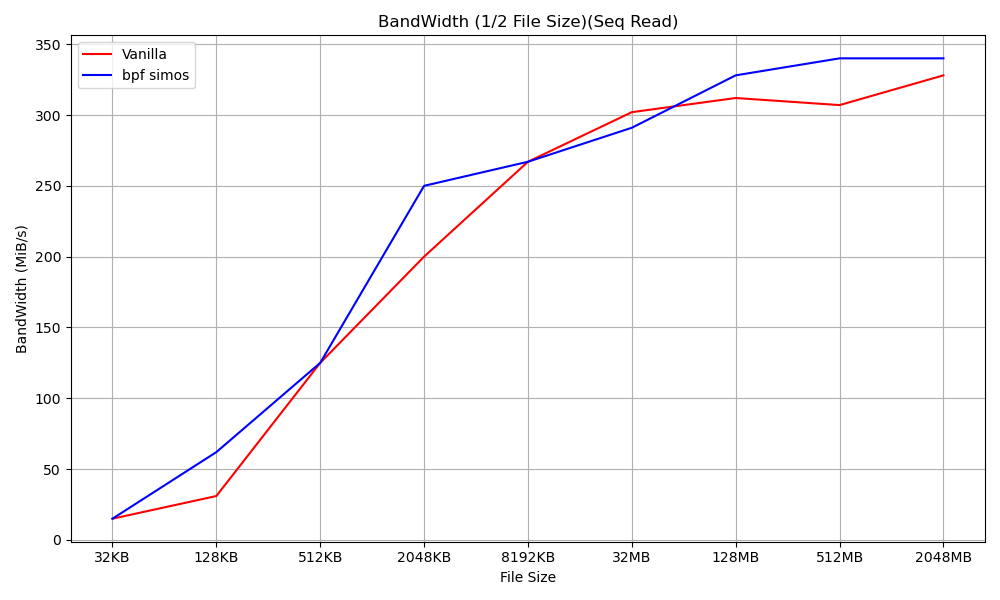 BandWidth (1/2 File Size)(Seq Read)
Vanilla
bpf simos
BandWidth (MiB/s)
350
300
250
200
150
100
50
0
32KB 128KB 512KB 2048KB 8192KB 32MB 128MB 512MB 2048MB
File Size